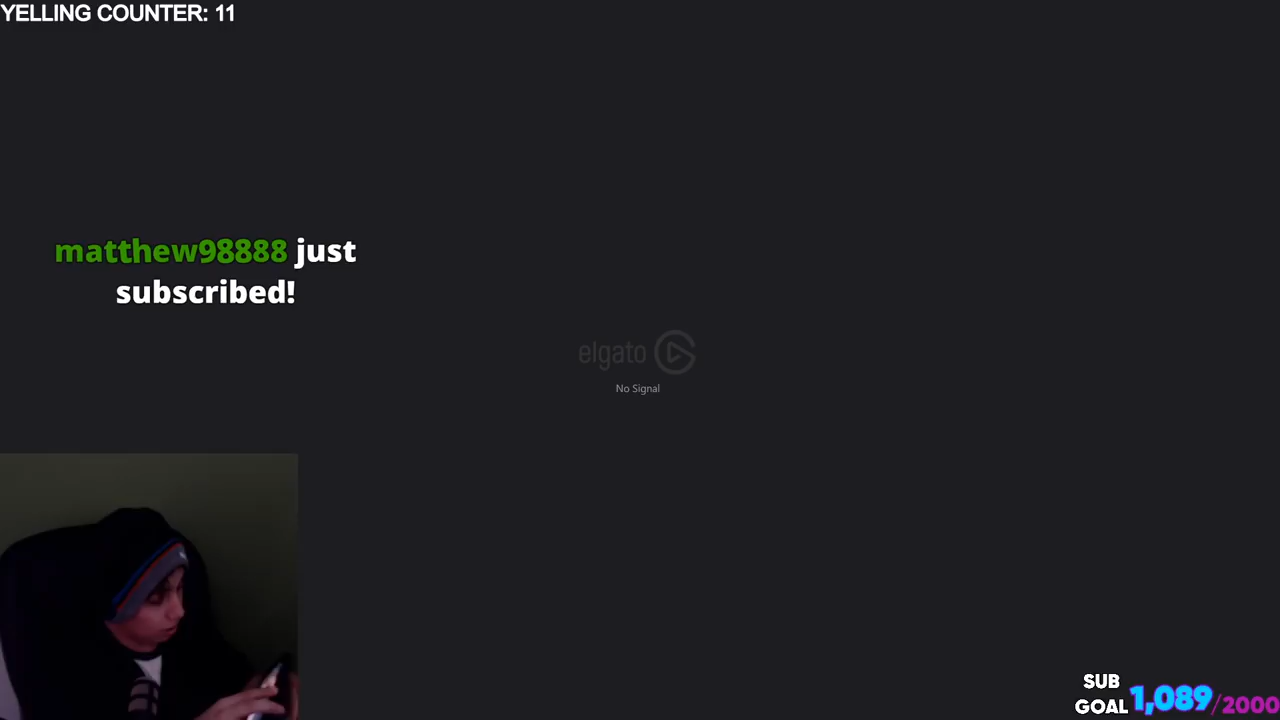 YELLING COUNTER: 11
matthew98888 just
subscribed!
elgato
No Signal
SUB
GOAL 1,089/2000